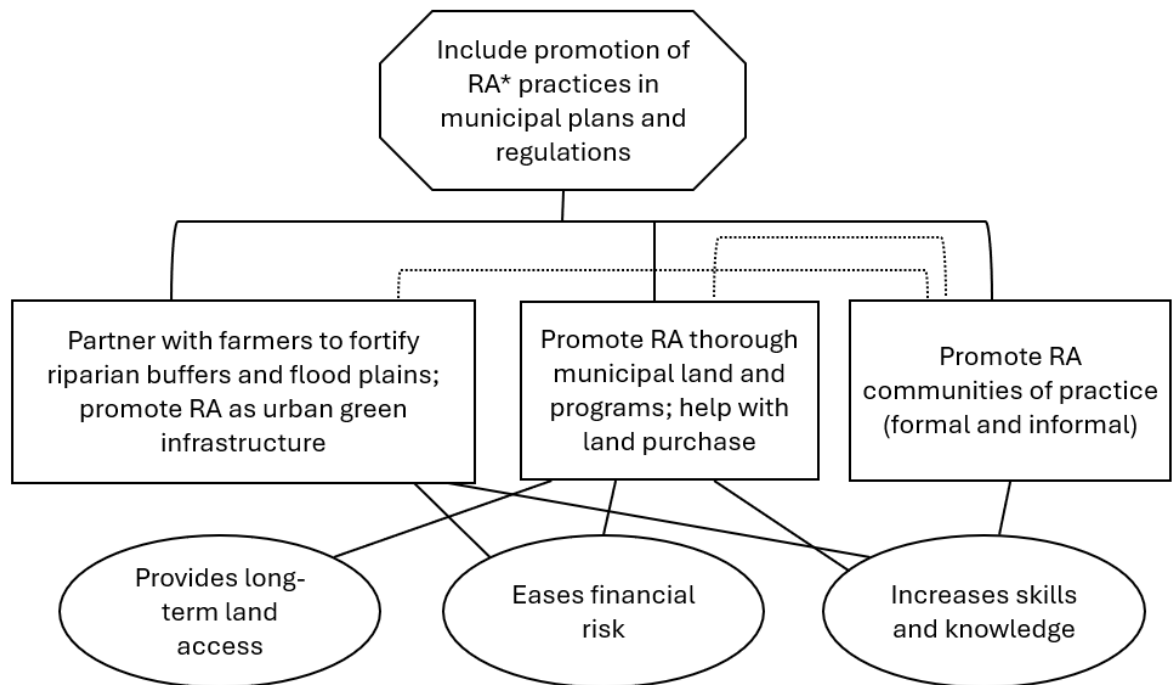 Include promotion of
RA* practices in
municipal plans and
regulations
Partner with farmers to fortify
riparian buffers and flood plains;
promote RA as urban green
infrastructure
Promote RA thorough
municipal land and
programs; help with
land purchase
Promote RA
communities of practice
(formal and informal)
Provides long-
term land
access
Eases financial
risk
Increases skills
and knowledge